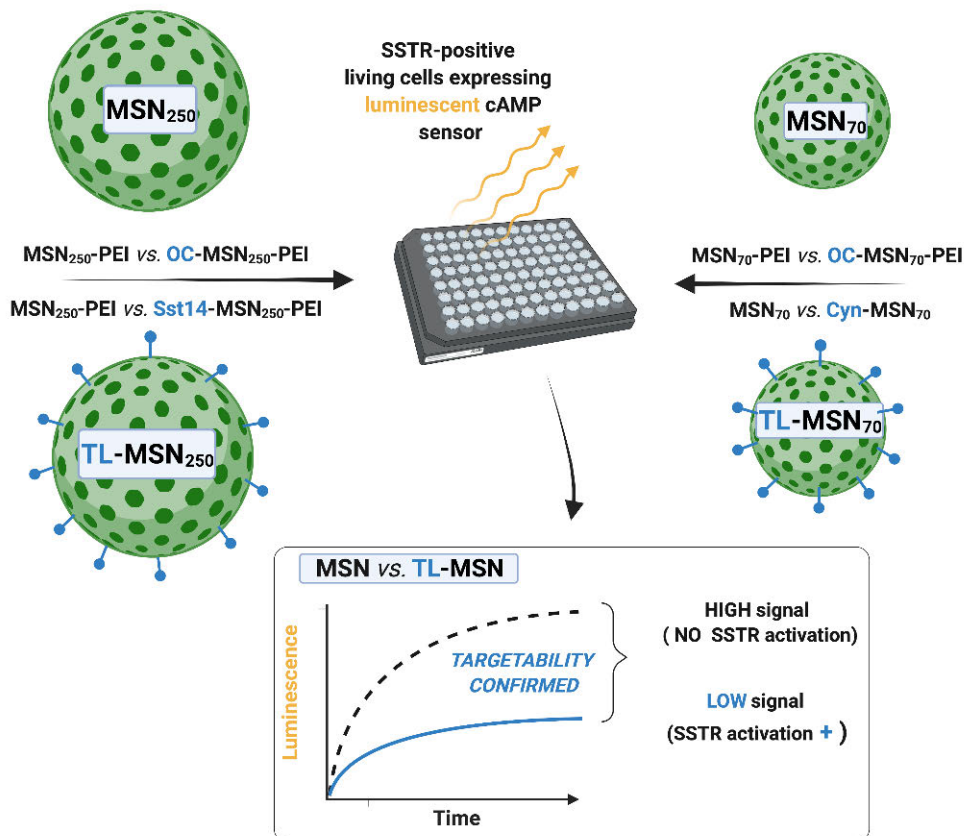 MSN₂₅₀
SSTR-positive
living cells expressing
luminescent cAMP
sensor
MSN₇₀
MSN₂₅₀-PEI vs. OC-MSN₂₅₀-PEI
MSN₂₅₀-PEI vs. Sst14-MSN₂₅₀-PEI
MSN₇₀-PEI vs. OC-MSN₇₀-PEI
MSN₇₀ vs. Cyn-MSN₇₀
TL-MSN₂₅₀
TL-MSN₇₀
MSN vs. TL-MSN
Luminescence
TARGETABILITY
CONFIRMED
HIGH signal
( NO SSTR activation)
LOW signal
(SSTR activation + )
Time